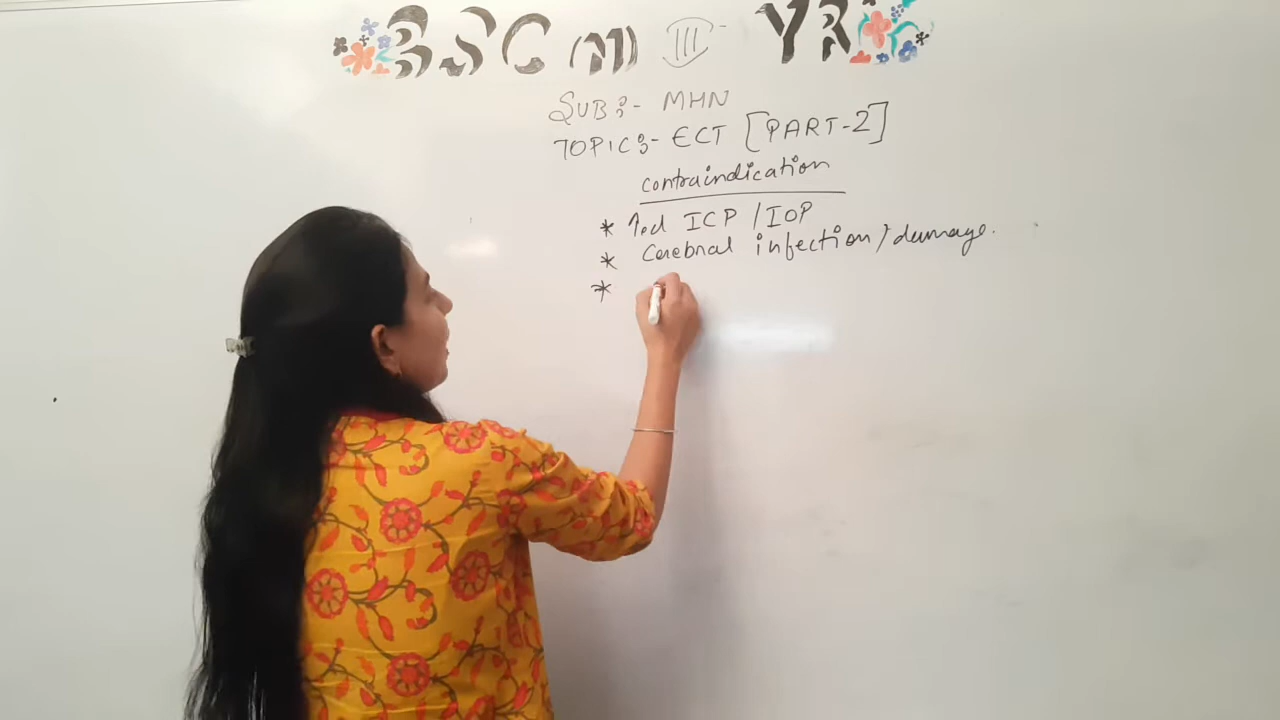 BSC (N) III - YR
SUB:- MHN
TOPIC:- ECT [PART-2]
contraindication
* ↑ed ICP / IOP
* Cerebral infection / damage.
*